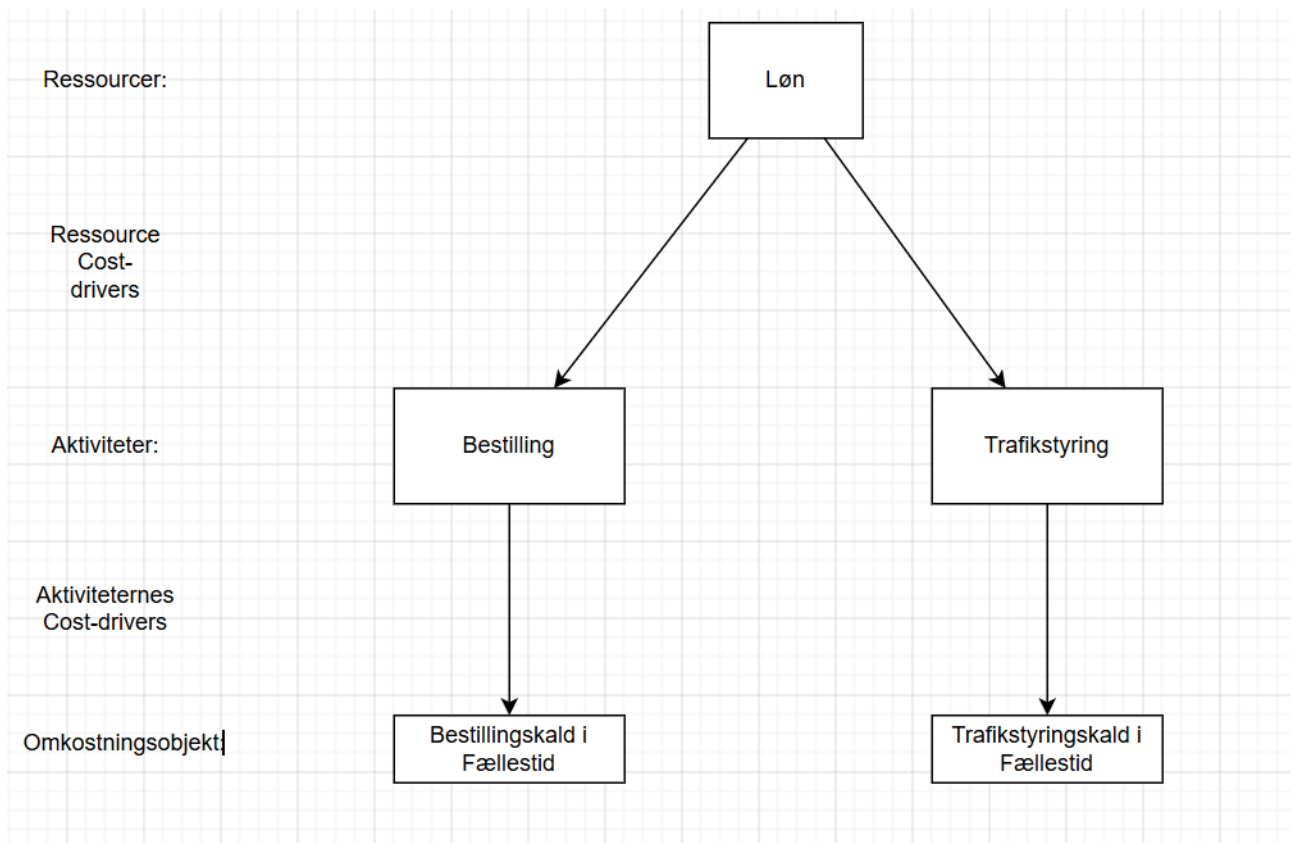 Løn
Ressourcer:
Ressource
Cost-
drivers
Aktiviteter:
Bestilling
Trafikstyring
Aktiviteternes
Cost-drivers
Omkostningsobjekt:
Bestillingskald i
Fællestid
Trafikstyringskald i
Fællestid